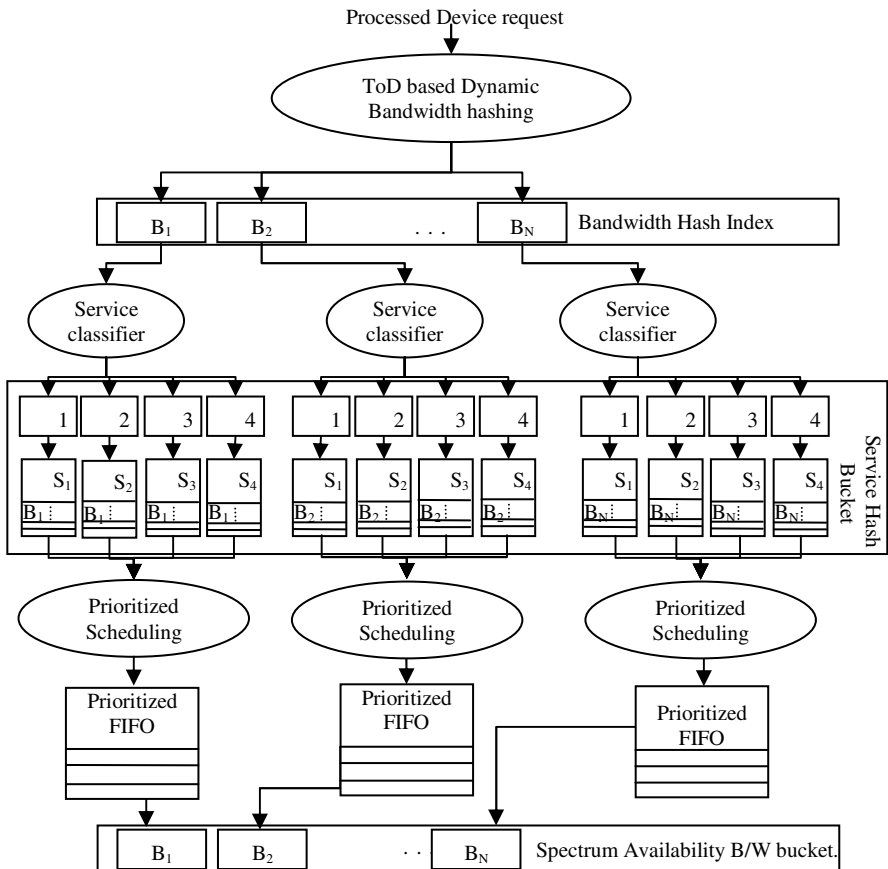 Processed Device request
ToD based Dynamic
Bandwidth hashing
B1 B2 . . . BN Bandwidth Hash Index
Service
classifier
Service
classifier
Service
classifier
1 2 3 4 1 2 3 4 1 2 3 4
S1 S2 S3 S4 S1 S2 S3 S4 S1 S2 S3 S4
B1 B1 B1 B1 B2 B2 B2 B2 BN BN BN BN
Service Hash
Bucket
Prioritized
Scheduling
Prioritized
Scheduling
Prioritized
Scheduling
Prioritized
FIFO
Prioritized
FIFO
Prioritized
FIFO
B1 B2 . . . BN Spectrum Availability B/W bucket.